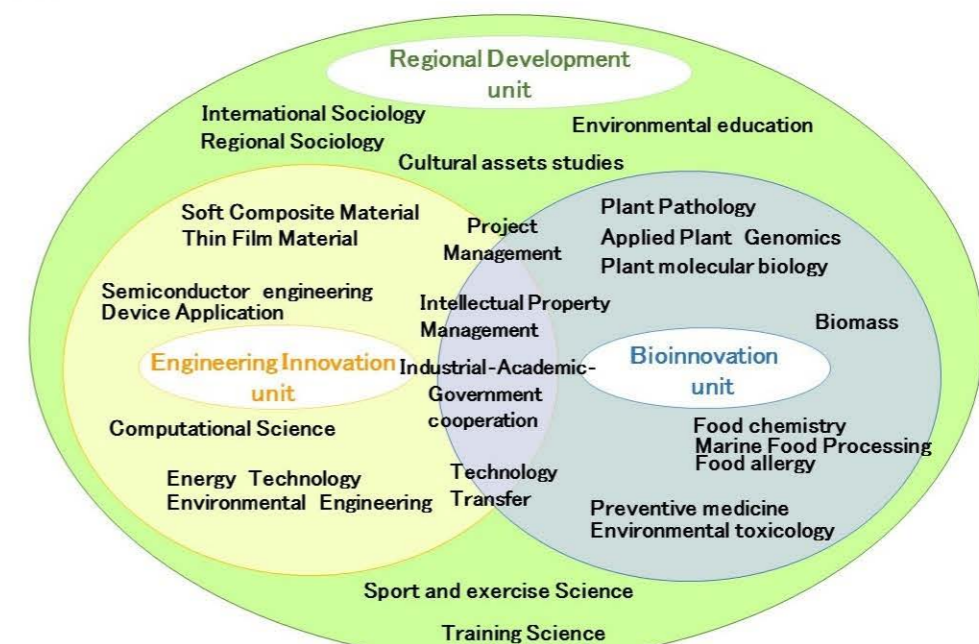 Regional Development
unit
International Sociology
Regional Sociology
Environmental education
Cultural assets studies
Soft Composite Material
Thin Film Material
Semiconductor engineering
Device Application
Engineering Innovation
unit
Computational Science
Energy Technology
Environmental Engineering
Project
Management
Intellectual Property
Management
Industrial-Academic-
Government
cooperation
Technology
Transfer
Plant Pathology
Applied Plant Genomics
Plant molecular biology
Biomass
Bioinnovation
unit
Food chemistry
Marine Food Processing
Food allergy
Preventive medicine
Environmental toxicology
Sport and exercise Science
Training Science